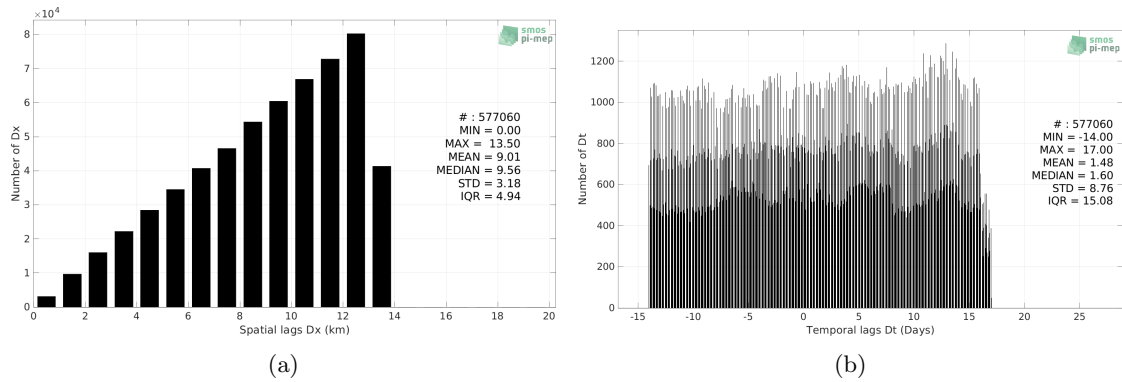 ×10⁴
8
7
6
5
4
3
2
1
0
Number of Dx
0 2 4 6 8 10 12 14 16 18 20
Spatial lags Dx (km)
smos
pi-mep
# : 577060
MIN = 0.00
MAX = 13.50
MEAN = 9.01
MEDIAN = 9.56
STD = 3.18
IQR = 4.94
(a)
1200
1000
800
600
400
200
0
Number of Dt
-15 -10 -5 0 5 10 15 20 25
Temporal lags Dt (Days)
smos
pi-mep
# : 577060
MIN = -14.00
MAX = 17.00
MEAN = 1.48
MEDIAN = 1.60
STD = 8.76
IQR = 15.08
(b)